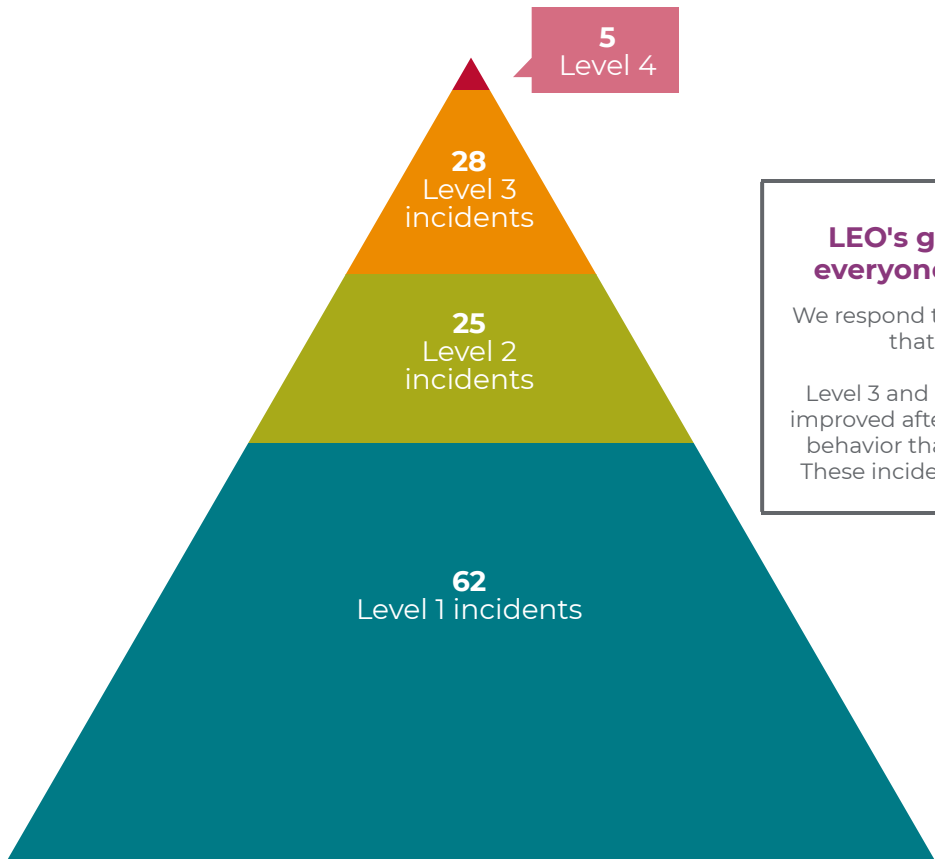 5
Level 4
28
Level 3
incidents
25
Level 2
incidents
62
Level 1 incidents
LEO's g
everyone
We respond t
that
Level 3 and
improved afte
behavior tha
These incide